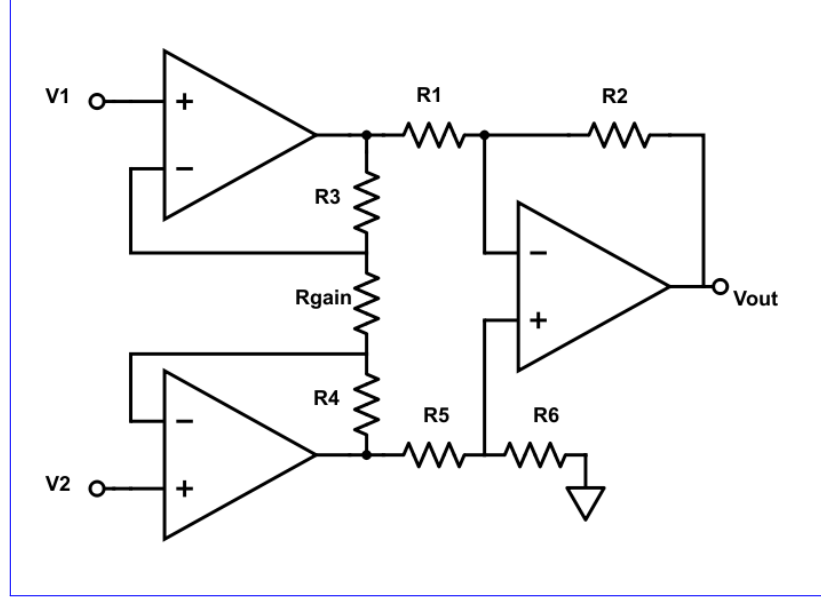 V1
+
−
R1
R2
R3
Rgain
−
+
Vout
R4
−
+
V2
R5
R6